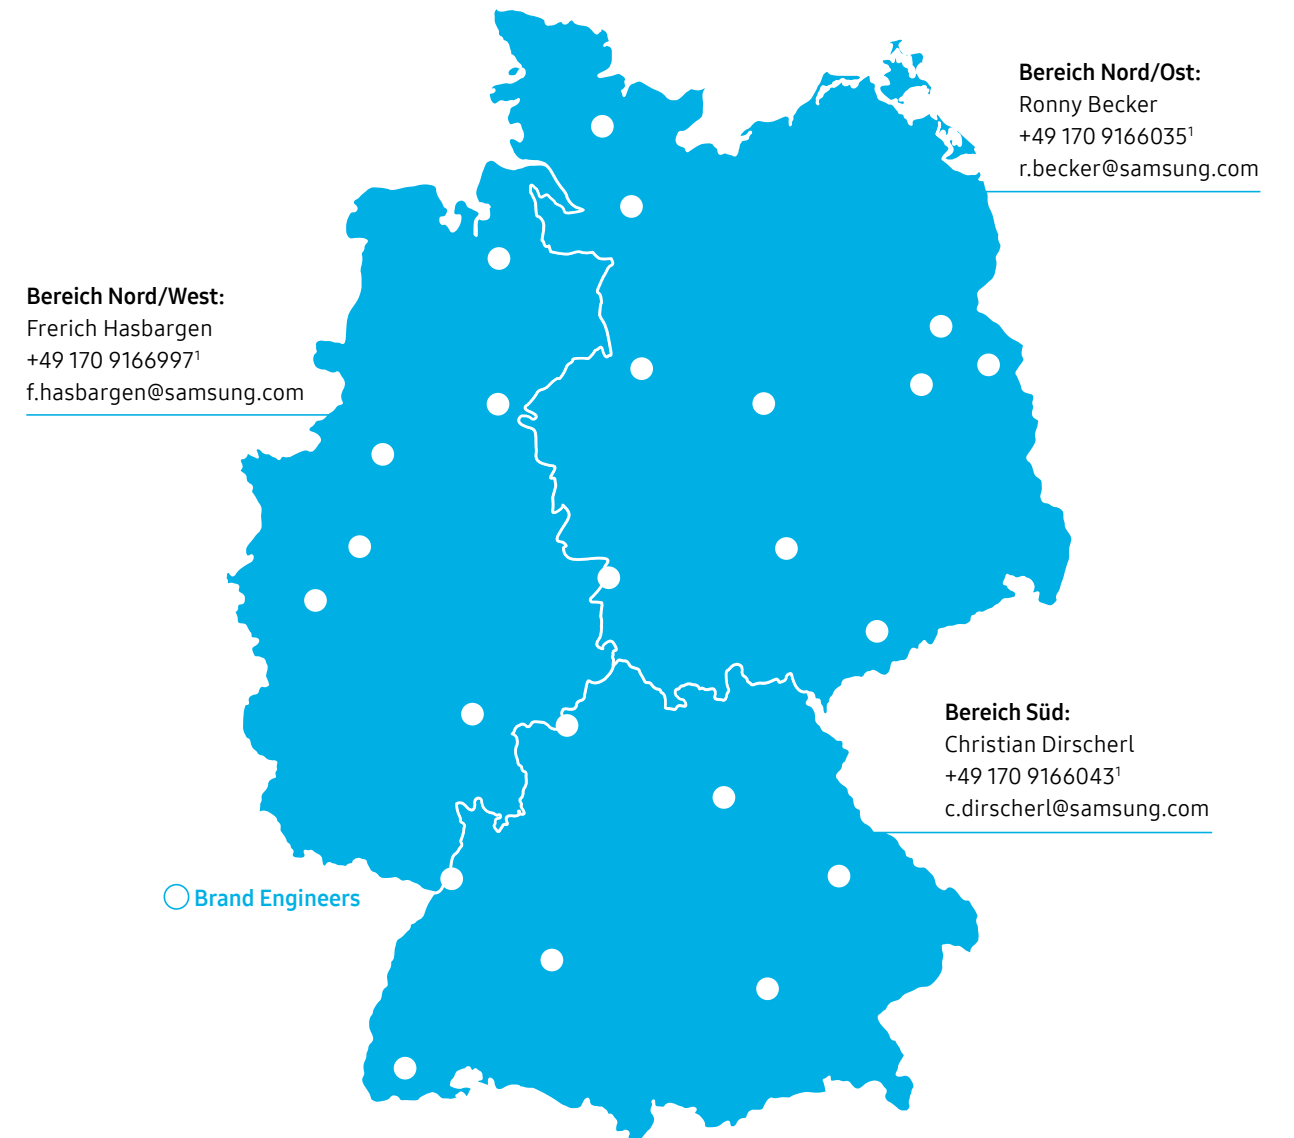 Bereich Nord/Ost:
Ronny Becker
+49 170 9166035¹
r.becker@samsung.com
Bereich Nord/West:
Frerich Hasbargen
+49 170 9166997¹
f.hasbargen@samsung.com
Bereich Süd:
Christian Dirscherl
+49 170 9166043¹
c.dirscherl@samsung.com
Brand Engineers